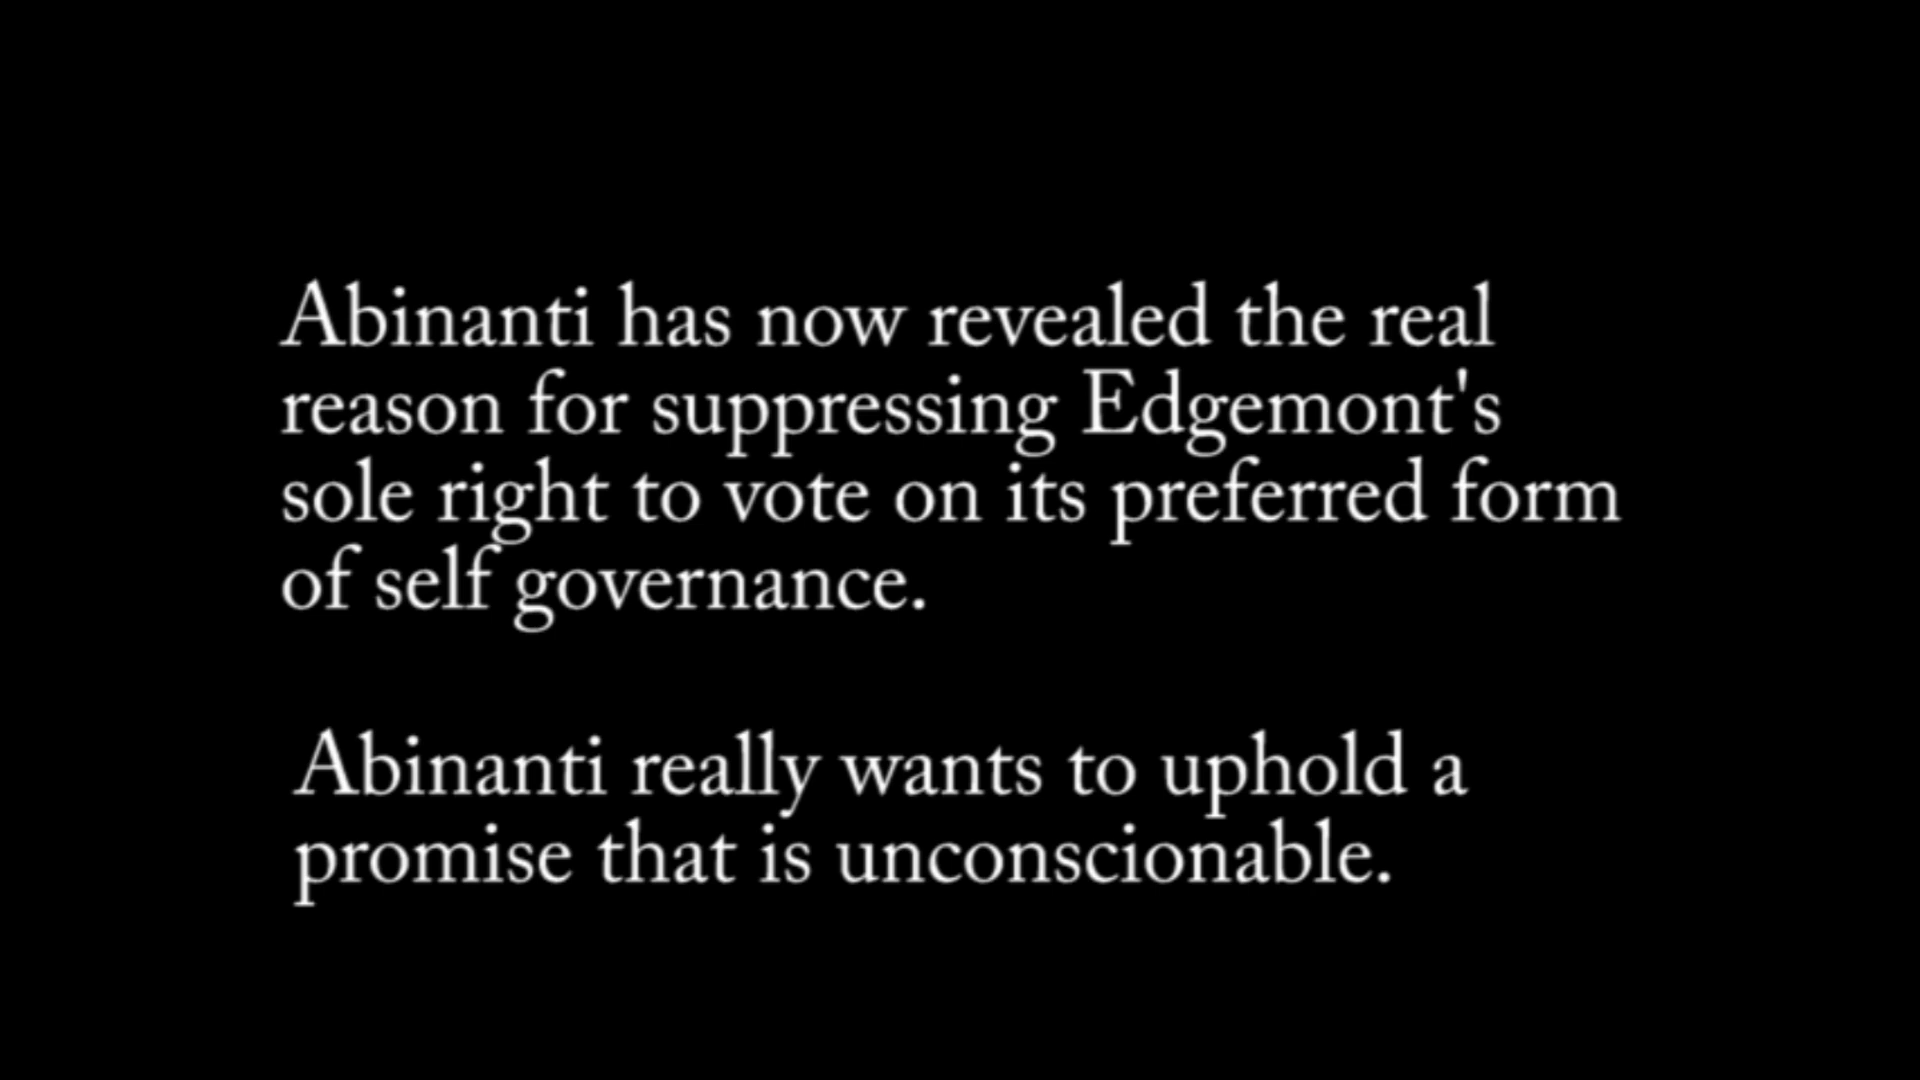 Abinanti has now revealed the real
reason for suppressing Edgemont's
sole right to vote on its preferred form
of self governance.
Abinanti really wants to uphold a
promise that is unconscionable.